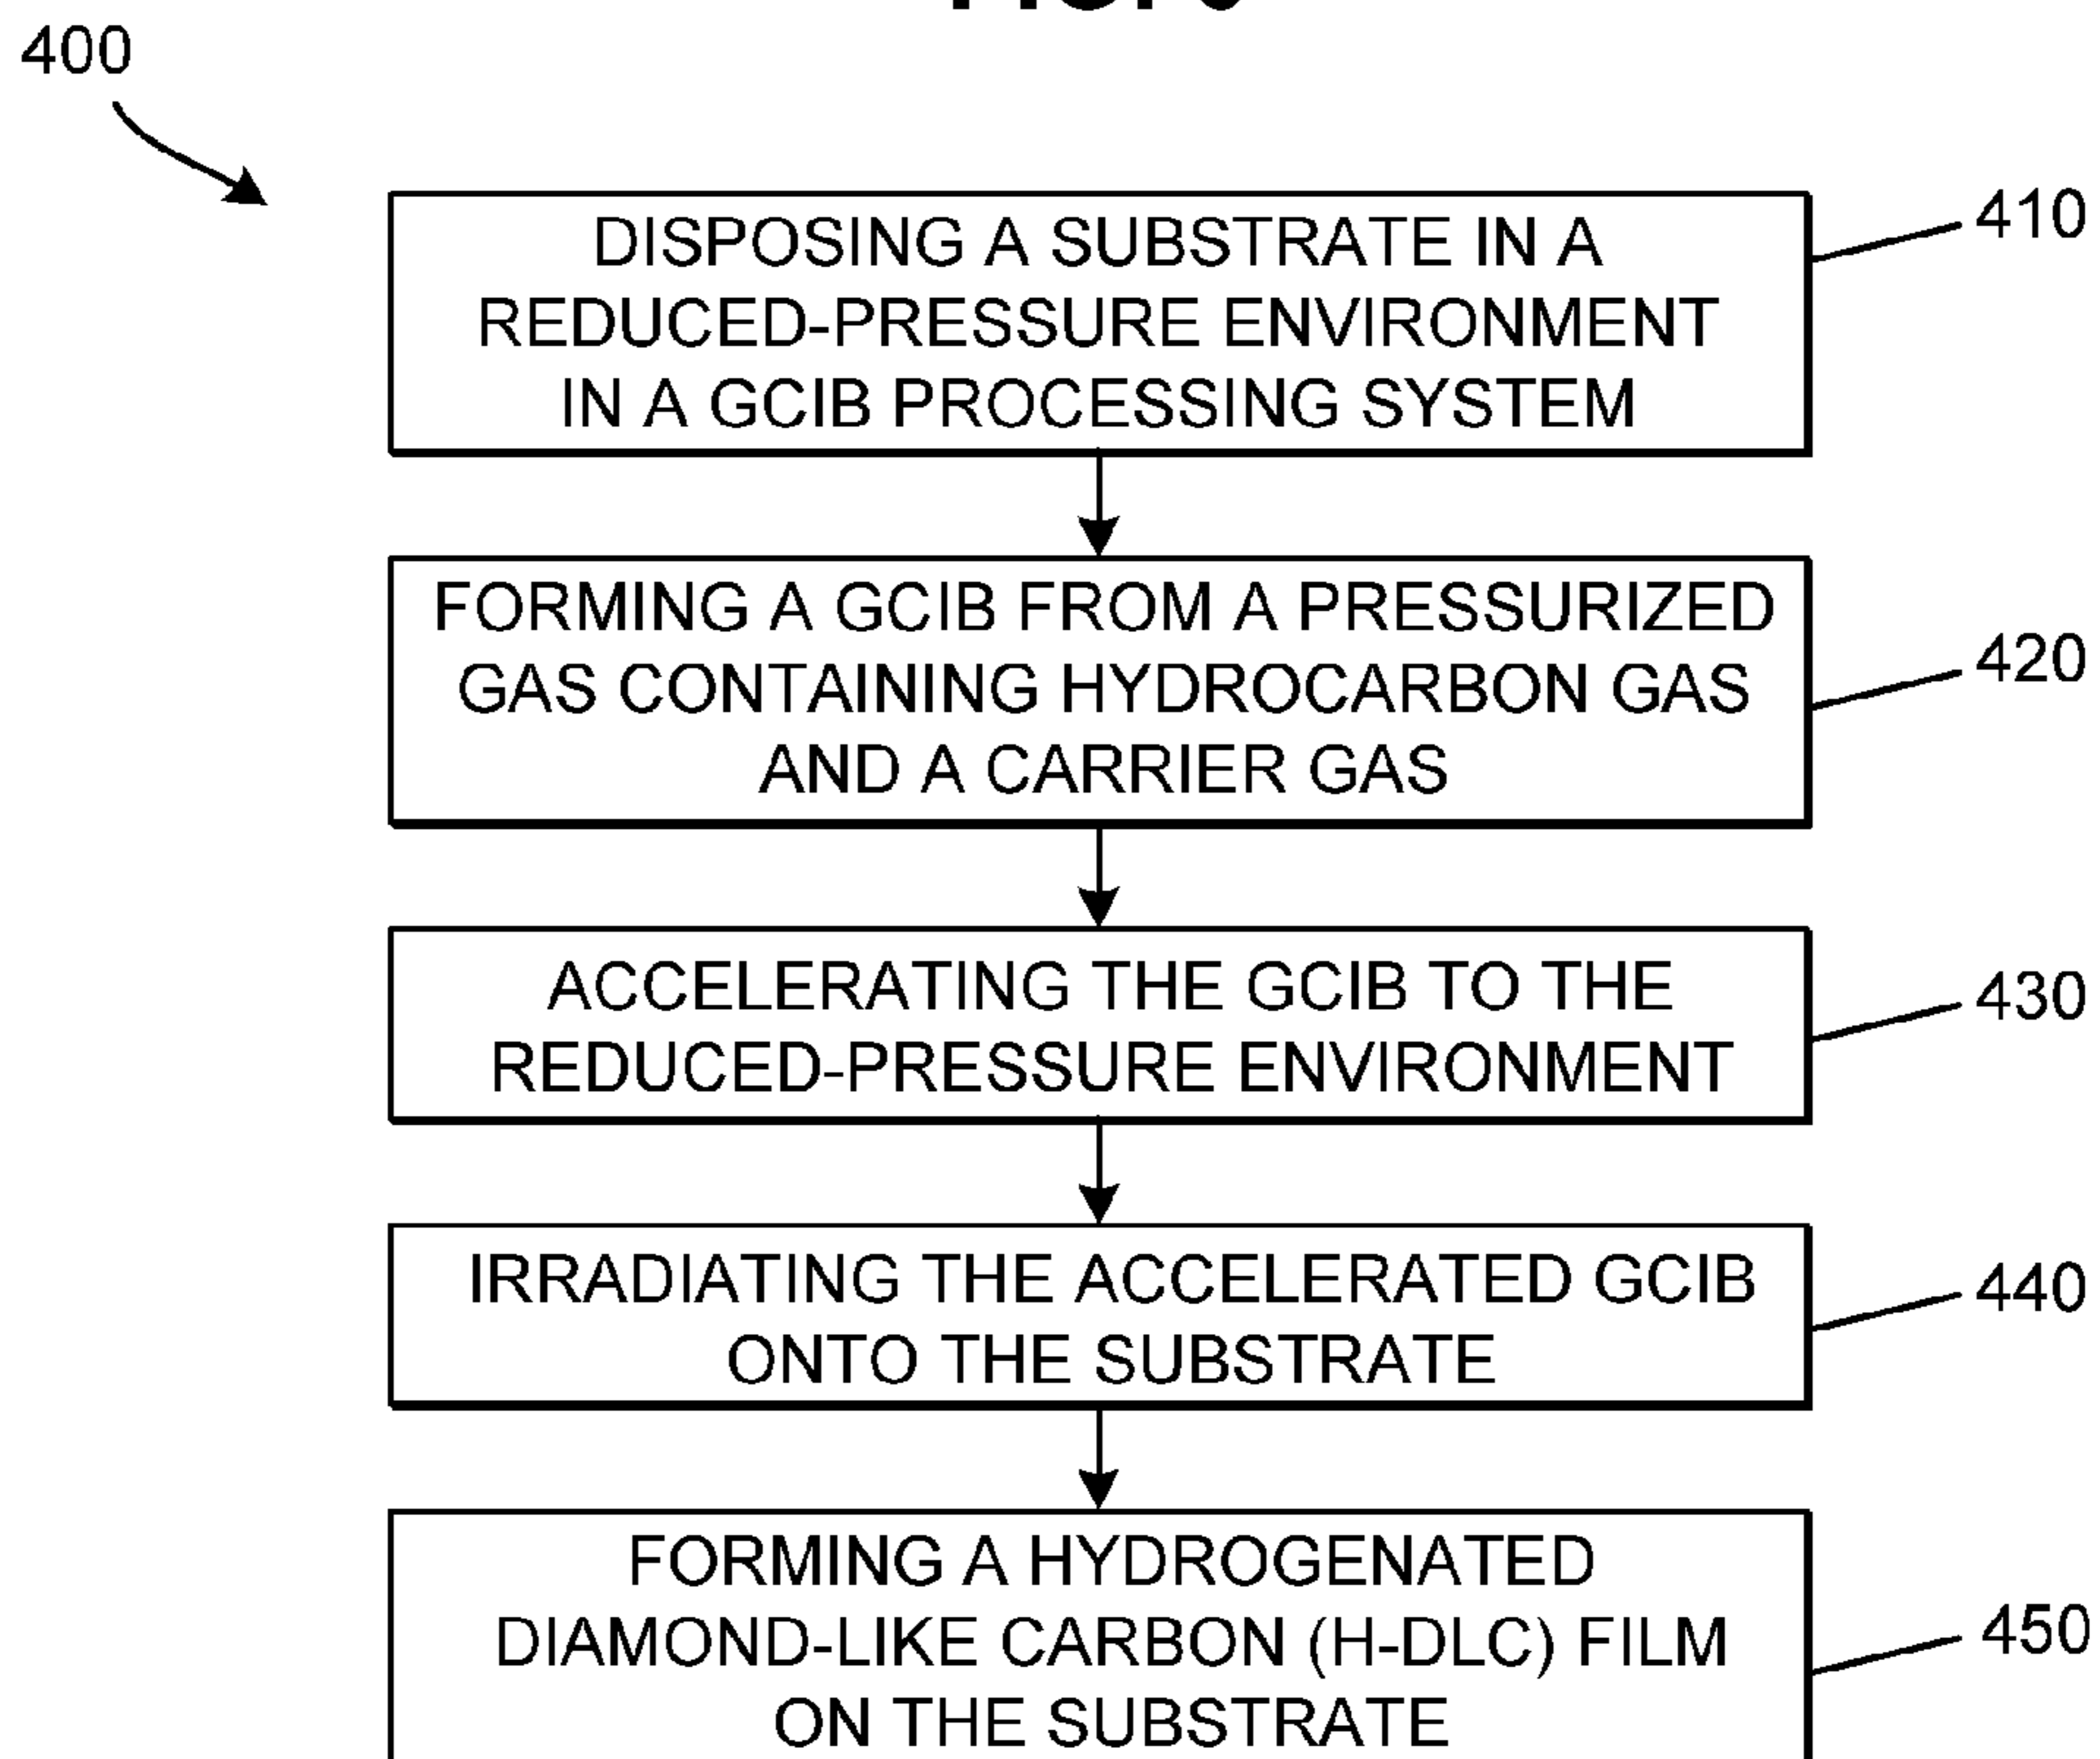 400
DISPOSING A SUBSTRATE IN A
REDUCED-PRESSURE ENVIRONMENT
IN A GCIB PROCESSING SYSTEM
410
FORMING A GCIB FROM A PRESSURIZED
GAS CONTAINING HYDROCARBON GAS
AND A CARRIER GAS
420
ACCELERATING THE GCIB TO THE
REDUCED-PRESSURE ENVIRONMENT
430
IRRADIATING THE ACCELERATED GCIB
ONTO THE SUBSTRATE
440
FORMING A HYDROGENATED
DIAMOND-LIKE CARBON (H-DLC) FILM
ON THE SUBSTRATE
450